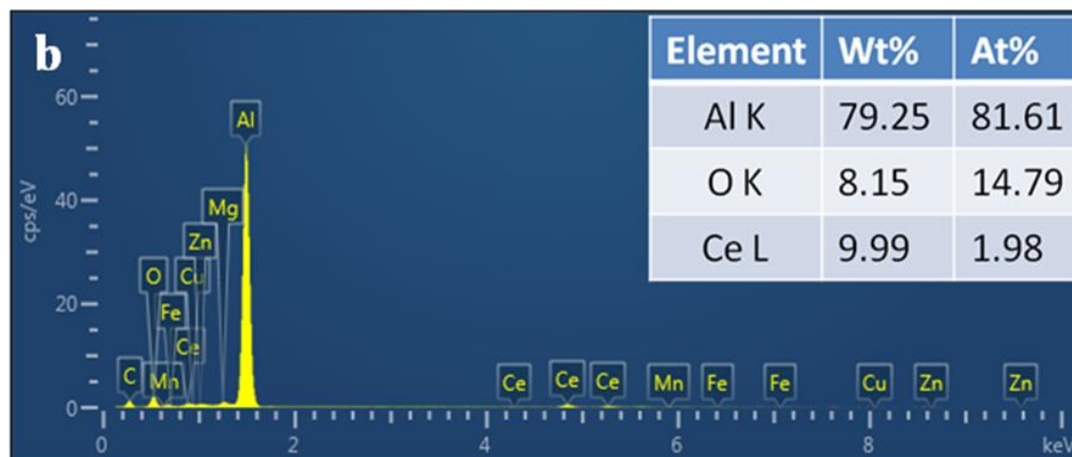 b
Element Wt% At%
Al K 79.25 81.61
O K 8.15 14.79
Ce L 9.99 1.98
cps/eV
60
40
20
0
Al
Mg
Zn
O Cu
Fe
Ce
C Mn
Ce Ce Ce Mn Fe Fe Cu Zn Zn
0 2 4 6 8 keV